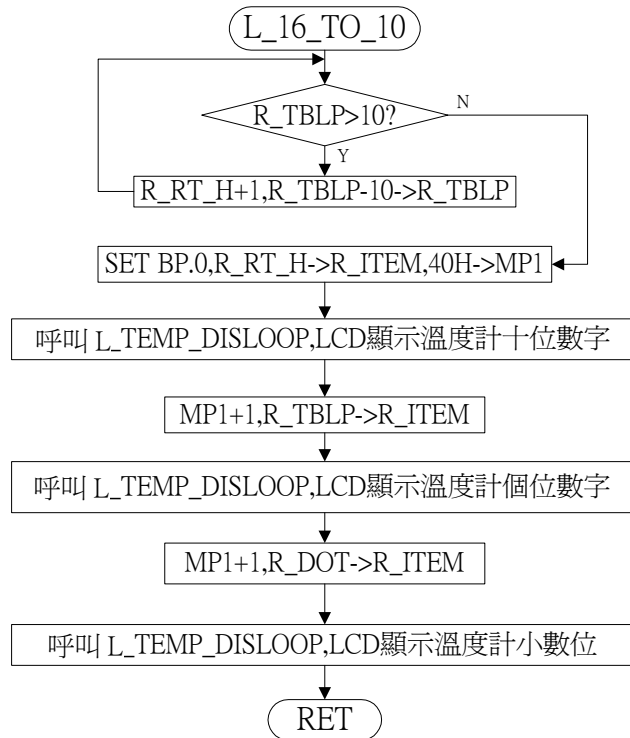 L_16_TO_10
R_TBLP>10?
N
Y
R_RT_H+1,R_TBLP-10->R_TBLP
SET BP.0,R_RT_H->R_ITEM,40H->MP1
呼叫 L_TEMP_DISLOOP,LCD顯示溫度計十位數字
MP1+1,R_TBLP->R_ITEM
呼叫 L_TEMP_DISLOOP,LCD顯示溫度計個位數字
MP1+1,R_DOT->R_ITEM
呼叫 L_TEMP_DISLOOP,LCD顯示溫度計小數位
RET